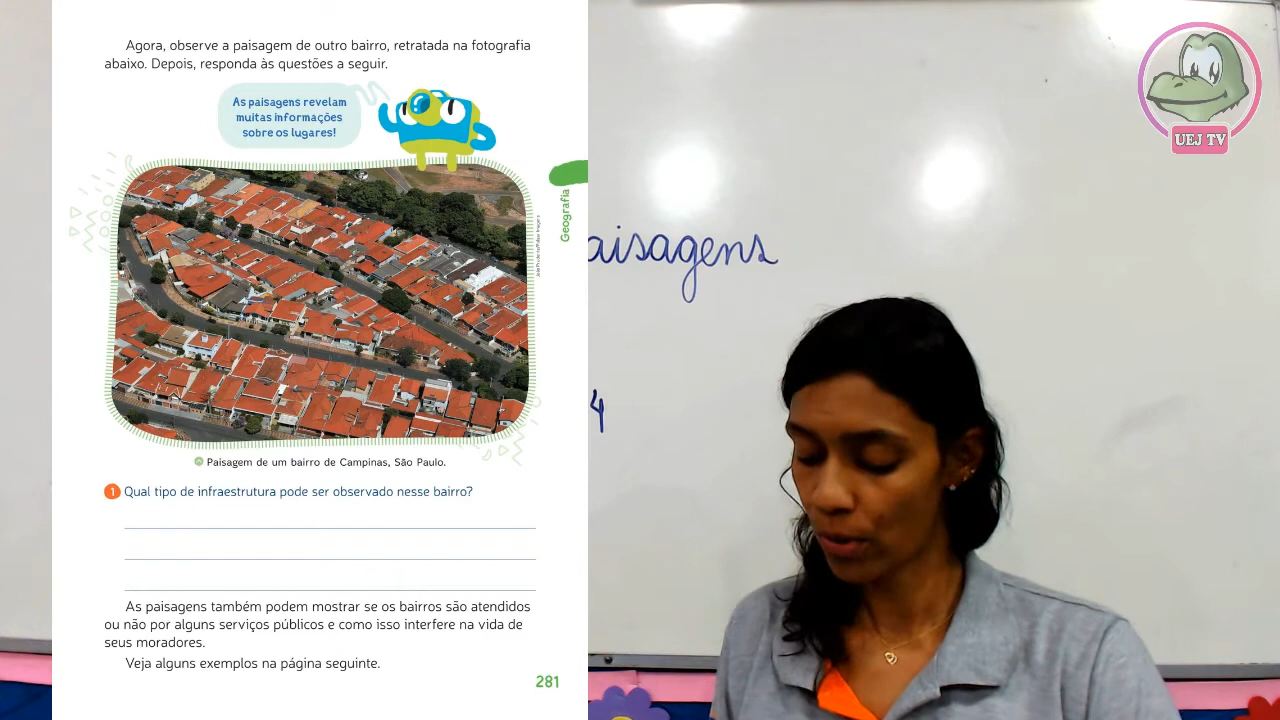 Agora, observe a paisagem de outro bairro, retratada na fotografia
abaixo. Depois, responda às questões a seguir.
As paisagens revelam
muitas informações
sobre os lugares!
Geografia
Paisagem de um bairro de Campinas, São Paulo.
1 Qual tipo de infraestrutura pode ser observado nesse bairro?
As paisagens também podem mostrar se os bairros são atendidos
ou não por alguns serviços públicos e como isso interfere na vida de
seus moradores.
Veja alguns exemplos na página seguinte.
281
aisagens
4
UEJ TV